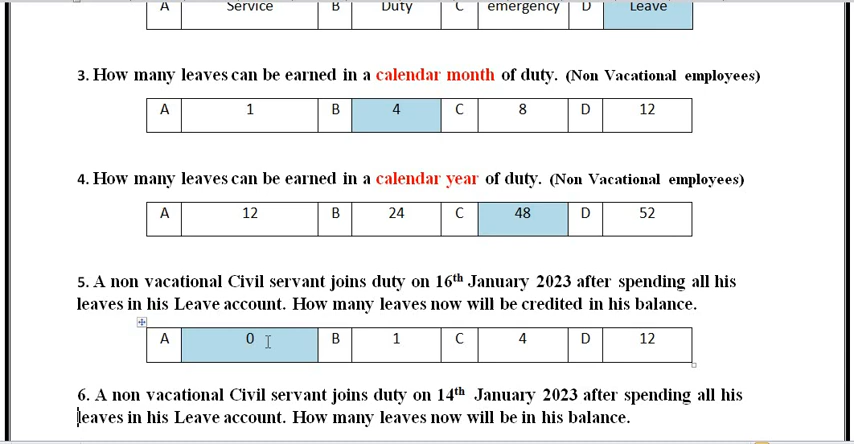 A Service B Duty C emergency D Leave
3. How many leaves can be earned in a calendar month of duty. (Non Vacational employees)
A 1 B 4 C 8 D 12
4. How many leaves can be earned in a calendar year of duty. (Non Vacational employees)
A 12 B 24 C 48 D 52
5. A non vacational Civil servant joins duty on 16th January 2023 after spending all his
leaves in his Leave account. How many leaves now will be credited in his balance.
A 0 B 1 C 4 D 12
6. A non vacational Civil servant joins duty on 14th January 2023 after spending all his
leaves in his Leave account. How many leaves now will be in his balance.